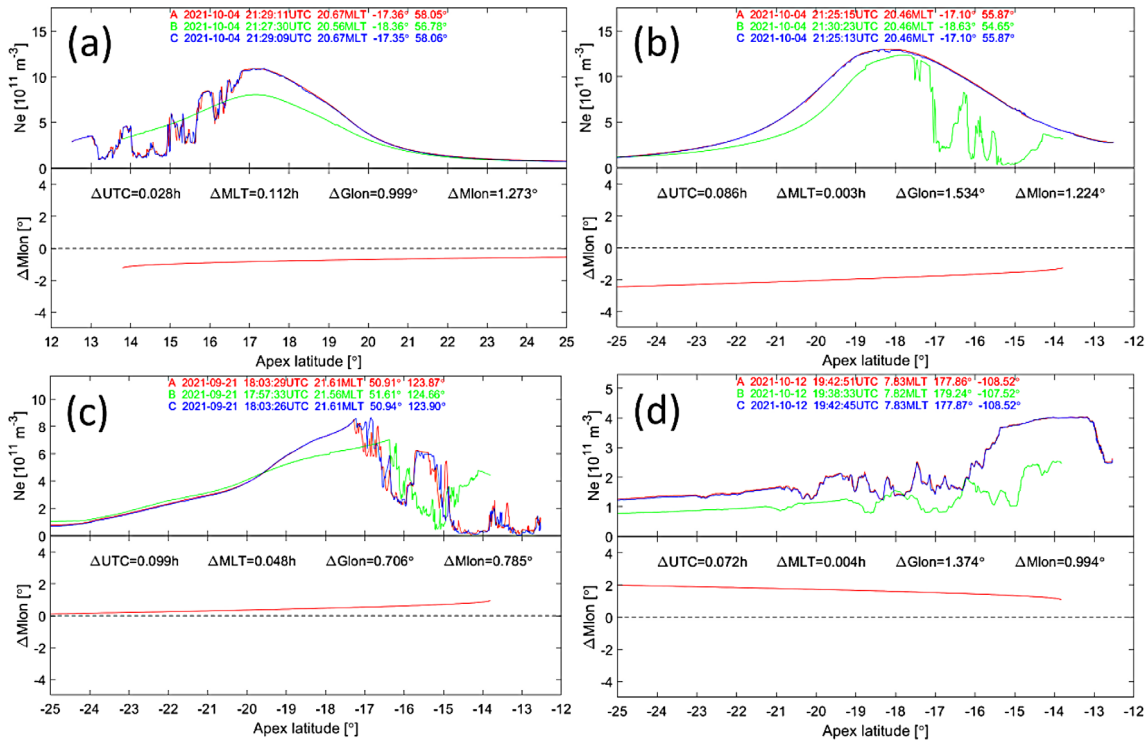 (a)
A 2021-10-04 21:29:11UTC 20.67MLT -17.36° 58.05°
B 2021-10-04 21:27:30UTC 20.56MLT -18.36° 56.78°
C 2021-10-04 21:29:09UTC 20.67MLT -17.35° 58.06°
Ne [10^11 m^-3]
15
10
5
0
ΔUTC=0.028h ΔMLT=0.112h ΔGlon=0.999° ΔMlon=1.273°
ΔMlon [°]
4
2
0
-2
-4
12 13 14 15 16 17 18 19 20 21 22 23 24 25
Apex latitude [°]
(b)
A 2021-10-04 21:25:15UTC 20.46MLT -17.10° 55.87°
B 2021-10-04 21:30:23UTC 20.46MLT -18.63° 54.65°
C 2021-10-04 21:25:13UTC 20.46MLT -17.10° 55.87°
Ne [10^11 m^-3]
15
10
5
0
ΔUTC=0.086h ΔMLT=0.003h ΔGlon=1.534° ΔMlon=1.224°
ΔMlon [°]
4
2
0
-2
-4
-25 -24 -23 -22 -21 -20 -19 -18 -17 -16 -15 -14 -13 -12
Apex latitude [°]
(c)
A 2021-09-21 18:03:29UTC 21.61MLT 50.91° 123.87°
B 2021-09-21 17:57:33UTC 21.56MLT 51.61° 124.66°
C 2021-09-21 18:03:26UTC 21.61MLT 50.94° 123.90°
Ne [10^11 m^-3]
10
8
6
4
2
0
ΔUTC=0.099h ΔMLT=0.048h ΔGlon=0.706° ΔMlon=0.785°
ΔMlon [°]
4
2
0
-2
-4
-25 -24 -23 -22 -21 -20 -19 -18 -17 -16 -15 -14 -13 -12
Apex latitude [°]
(d)
A 2021-10-12 19:42:51UTC 7.83MLT 177.86° -108.52°
B 2021-10-12 19:38:33UTC 7.82MLT 179.24° -107.52°
C 2021-10-12 19:42:45UTC 7.83MLT 177.87° -108.52°
Ne [10^11 m^-3]
5
4
3
2
1
0
ΔUTC=0.072h ΔMLT=0.004h ΔGlon=1.374° ΔMlon=0.994°
ΔMlon [°]
4
2
0
-2
-4
-25 -24 -23 -22 -21 -20 -19 -18 -17 -16 -15 -14 -13 -12
Apex latitude [°]